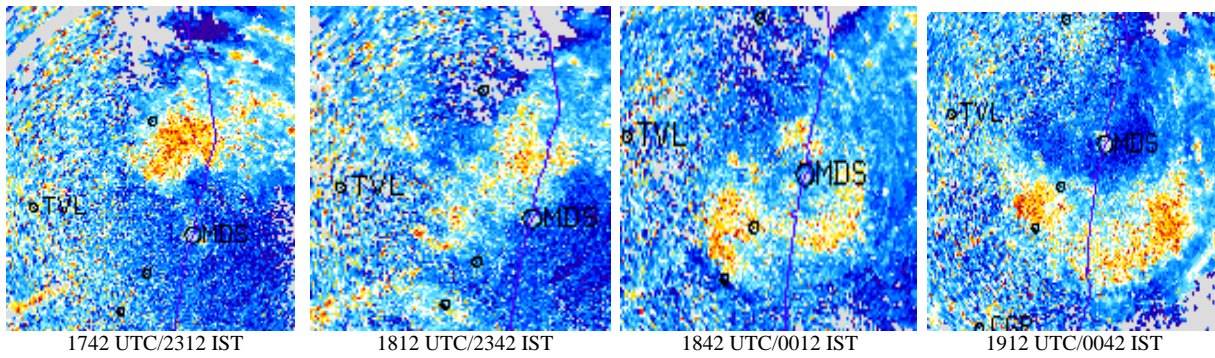 TVL
MDS
1742 UTC/2312 IST
TVL
MDS
1812 UTC/2342 IST
TVL
MDS
1842 UTC/0012 IST
TVL
MDS
1912 UTC/0042 IST